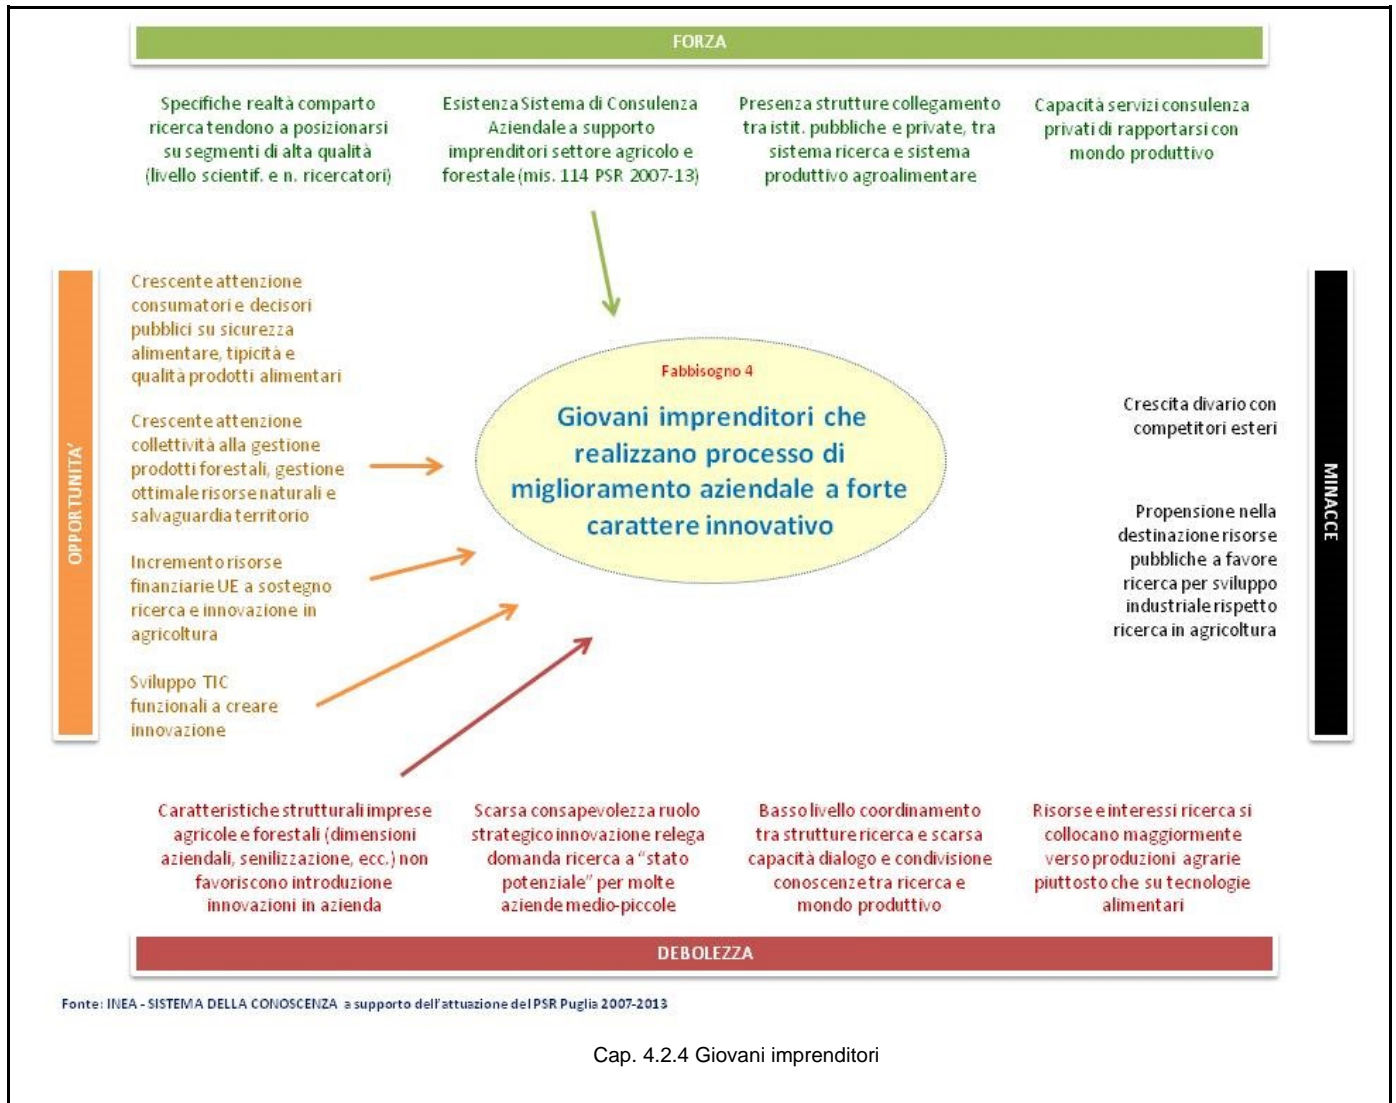 FORZA
Specifiche realtà comparto
ricerca tendono a posizionarsi
su segmenti di alta qualità
(livello scientif. e n. ricercatori)
Esistenza Sistema di Consulenza
Aziendale a supporto
imprenditori settore agricolo e
forestale (mis. 114 PSR 2007-13)
Presenza strutture collegamento
tra istit. pubbliche e private, tra
sistema ricerca e sistema
produttivo agroalimentare
Capacità servizi consulenza
privati di rapportarsi con
mondo produttivo
OPPORTUNITA'
Crescente attenzione
consumatori e decisori
pubblici su sicurezza
alimentare, tipicità e
qualità prodotti alimentari
Crescente attenzione
collettività alla gestione
prodotti forestali, gestione
ottimale risorse naturali e
salvaguardia territorio
Incremento risorse
finanziarie UE a sostegno
ricerca e innovazione in
agricoltura
Sviluppo TIC
funzionali a creare
innovazione
Fabbisogno 4
Giovani imprenditori che
realizzano processo di
miglioramento aziendale a forte
carattere innovativo
Crescita divario con
competitori esteri
Propensione nella
destinazione risorse
pubbliche a favore
ricerca per sviluppo
industriale rispetto
ricerca in agricoltura
MINACCE
Caratteristiche strutturali imprese
agricole e forestali (dimensioni
aziendali, senilizzazione, ecc.) non
favoriscono introduzione
innovazioni in azienda
Scarsa consapevolezza ruolo
strategico innovazione relega
domanda ricerca a "stato
potenziale" per molte
aziende medio-piccole
Basso livello coordinamento
tra strutture ricerca e scarsa
capacità dialogo e condivisione
conoscenze tra ricerca e
mondo produttivo
Risorse e interessi ricerca si
collocano maggiormente
verso produzioni agrarie
piuttosto che su tecnologie
alimentari
DEBOLEZZA
Fonte: INEA - SISTEMA DELLA CONOSCENZA a supporto dell'attuazione del PSR Puglia 2007-2013
Cap. 4.2.4 Giovani imprenditori